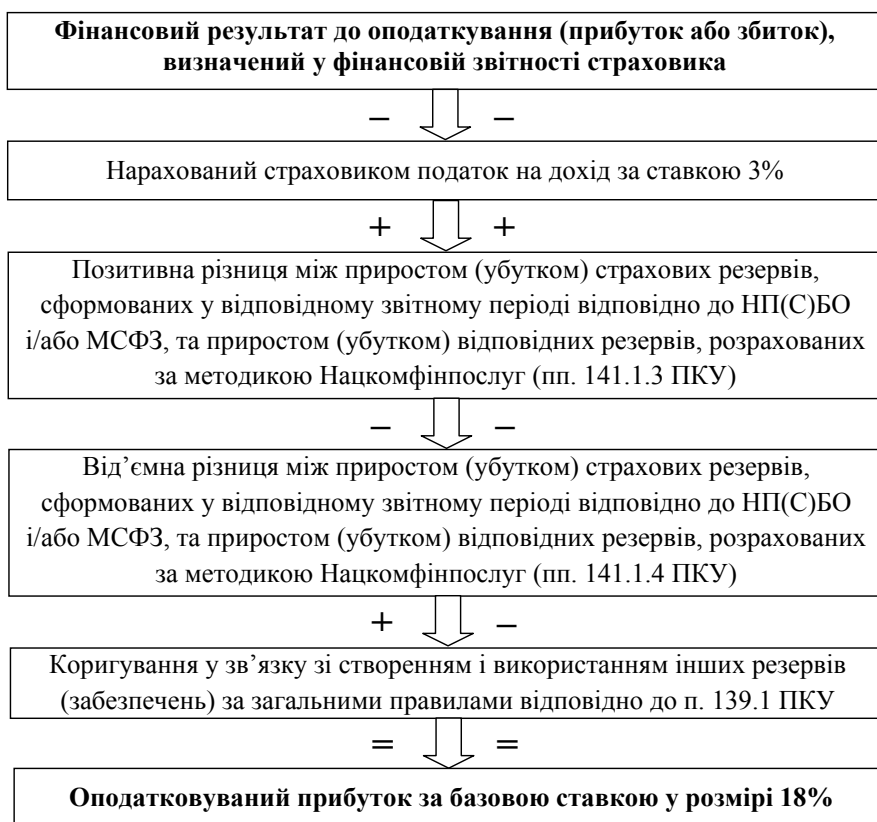 Фінансовий результат до оподаткування (прибуток або збиток),
визначений у фінансовій звітності страховика
– –
Нарахований страховиком податок на дохід за ставкою 3%
+ +
Позитивна різниця між приростом (убутком) страхових резервів,
сформованих у відповідному звітному періоді відповідно до НП(С)БО
і/або МСФЗ, та приростом (убутком) відповідних резервів, розрахованих
за методикою Нацкомфінпослуг (пп. 141.1.3 ПКУ)
– –
Від’ємна різниця між приростом (убутком) страхових резервів,
сформованих у відповідному звітному періоді відповідно до НП(С)БО
і/або МСФЗ, та приростом (убутком) відповідних резервів, розрахованих
за методикою Нацкомфінпослуг (пп. 141.1.4 ПКУ)
+ –
Коригування у зв’язку зі створенням і використанням інших резервів
(забезпечень) за загальними правилами відповідно до п. 139.1 ПКУ
= =
Оподатковуваний прибуток за базовою ставкою у розмірі 18%